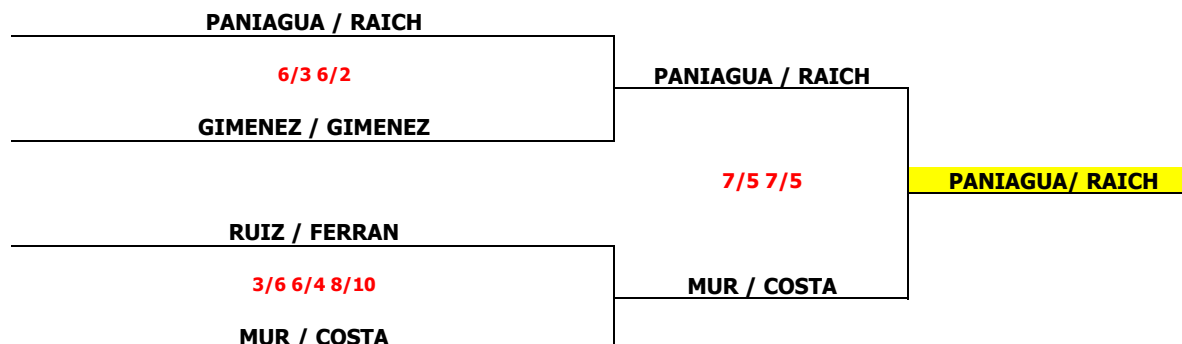 PANIAGUA / RAICH
6/3 6/2
PANIAGUA / RAICH
GIMENEZ / GIMENEZ
7/5 7/5
PANIAGUA/ RAICH
RUIZ / FERRAN
3/6 6/4 8/10
MUR / COSTA
MUR / COSTA